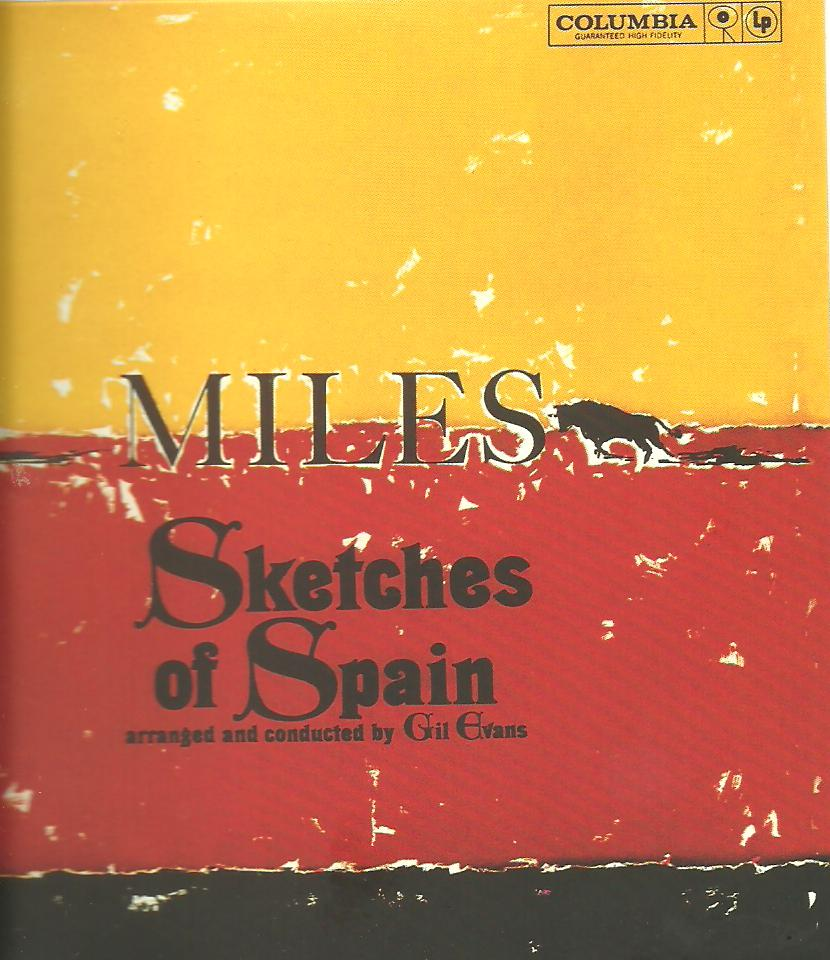 COLUMBIA
GUARANTEED HIGH FIDELITY
Lp
MILES
Sketches
of Spain
arranged and conducted by Gil Evans